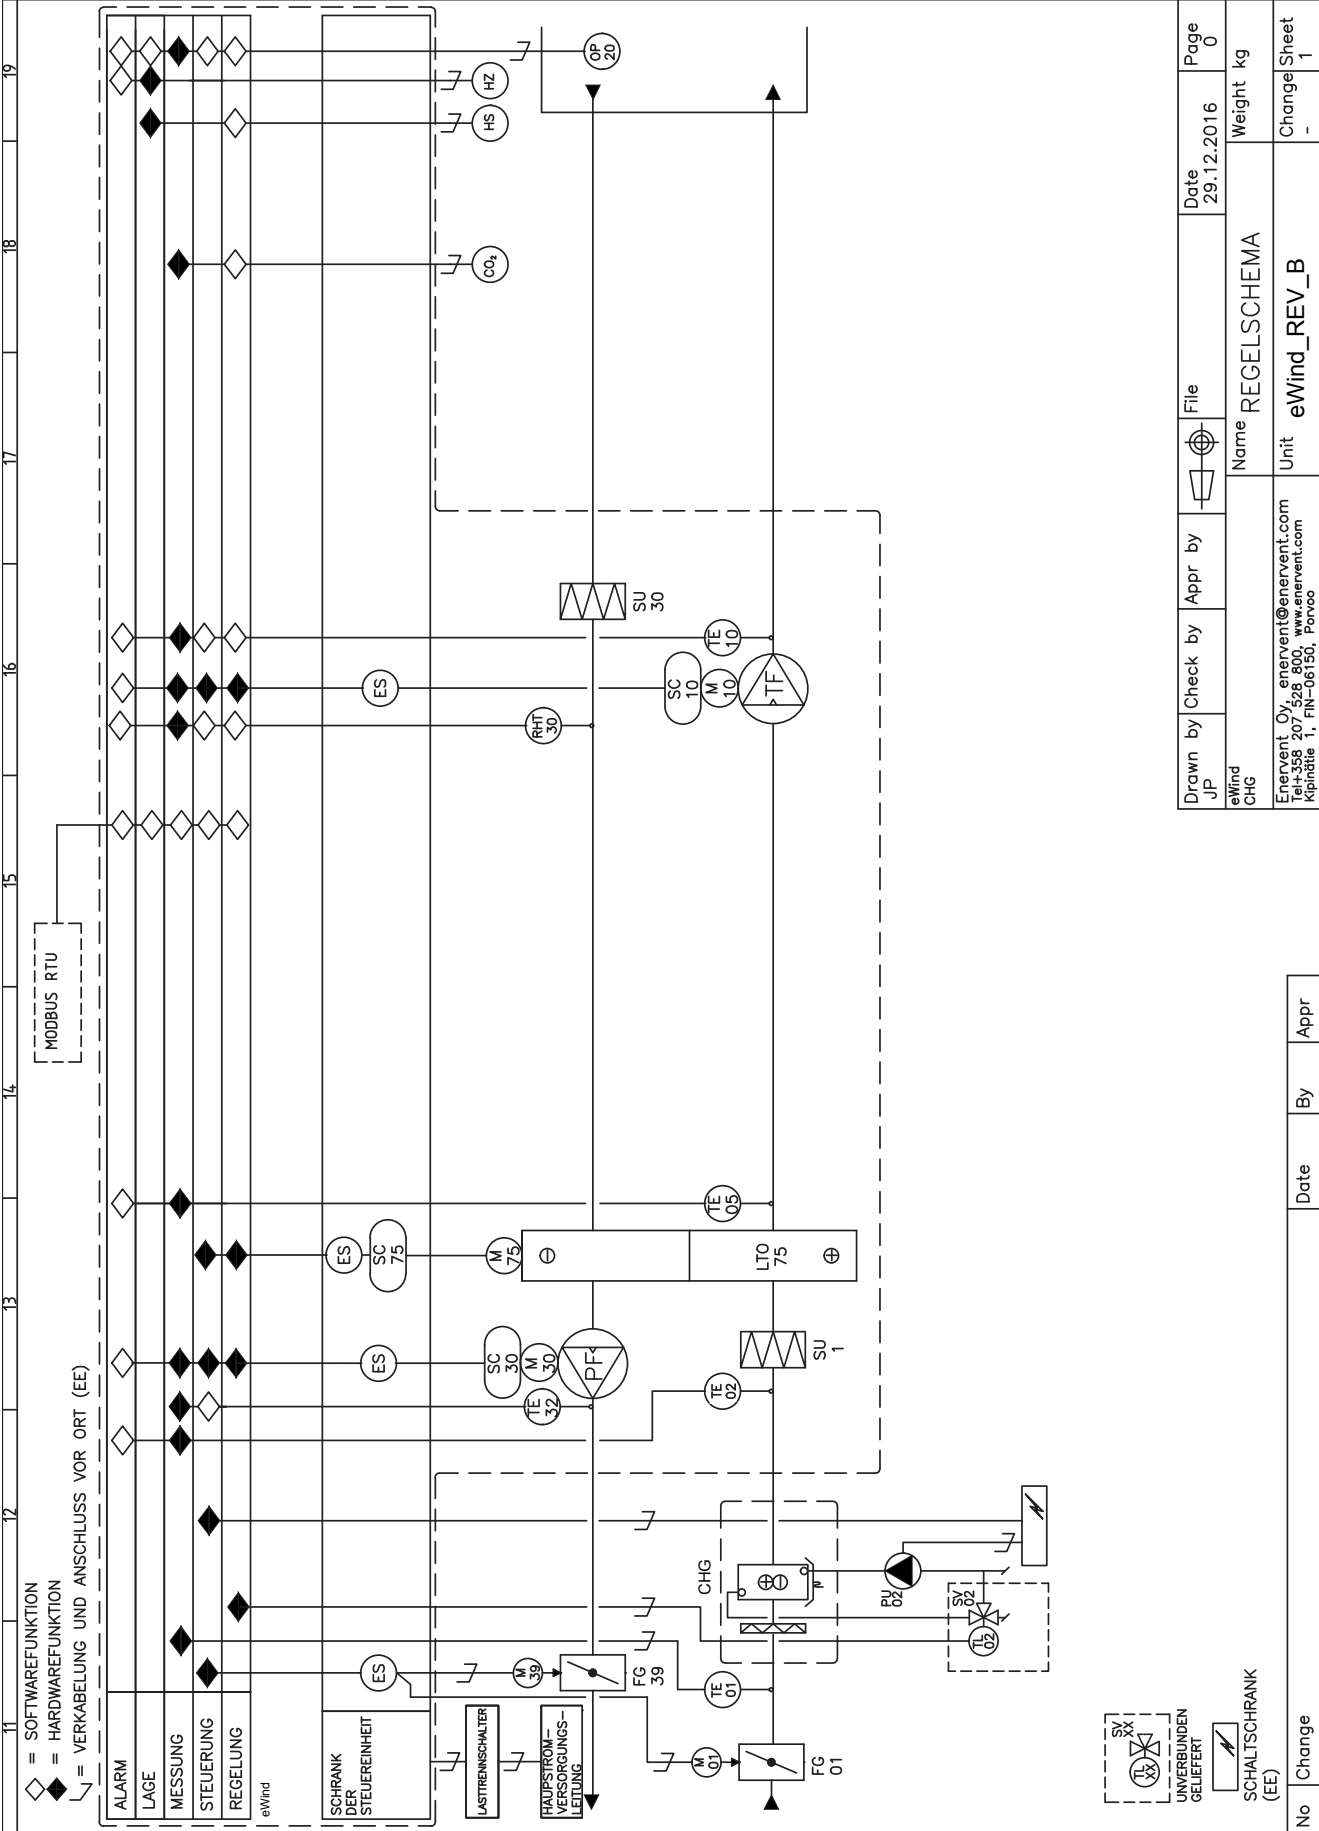 11
12
13
14
15
16
17
18
19
= SOFTWAREFUNKTION
= HARDWAREFUNKTION
= VERKABELUNG UND ANSCHLUSS VOR ORT (EE)
MODBUS RTU
ALARM
LAGE
MESSUNG
STEUERUNG
REGELUNG
eWind
SCHRANK
DER
STEUEREINHEIT
LASTTRENNSCHALTER
HAUPSTROM-
VERSORGUNGS-
LEITUNG
ES
ES
ES
ES
SC
75
M
75
SC
30
M
30
TE
32
PF
M
39
FG
39
M
01
FG
01
TE
01
CHG
TE
02
SU
1
LTO
75
TE
05
RHT
30
SC
10
M
10
TF
TE
10
SU
30
CO₂
HS
HZ
OP
20
PU
02
SV
02
TL
02
SV
XX
TL
XX
UNVERBUNDEN
GELIEFERT
SCHALTSCHRANK
(EE)
No
Change
Date
By
Appr
Drawn by
JP
Check by
Appr by
File
Date
29.12.2016
Page
0
eWind
CHG
Name
REGELSCHEMA
Weight kg
Enervent Oy, enervent@enervent.com
Tel+358 207 528 800, www.enervent.com
Kipinätie 1, FIN-06150, Porvoo
Unit
eWind_REV_B
Change
-
Sheet
1